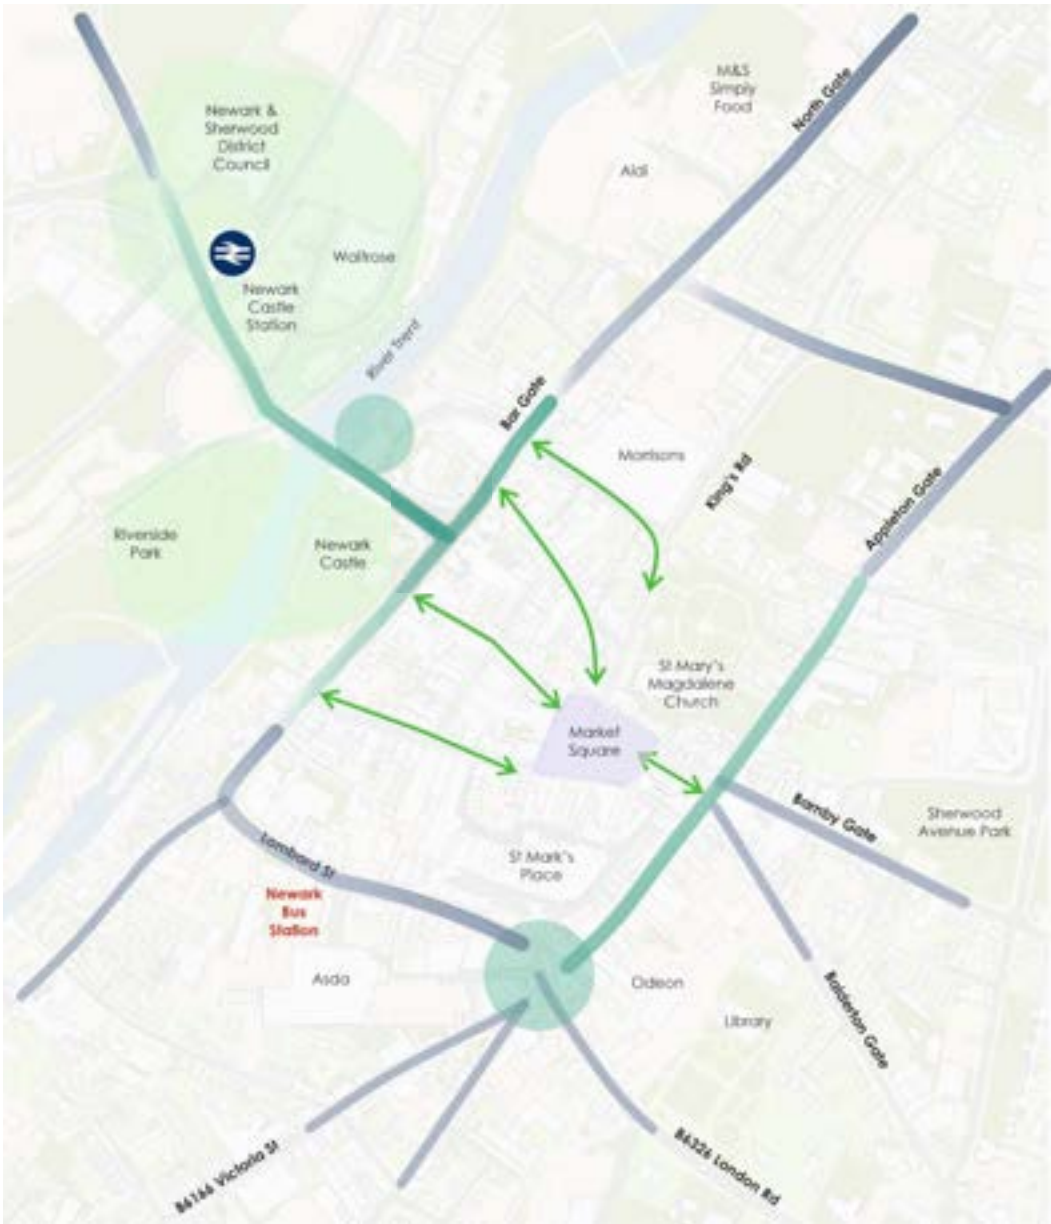 M&S
Simply
Food
North Gate
Newark &
Sherwood
District
Council
Aldi
Waitrose
Newark
Castle
Station
River Trent
Bar Gate
Morrisons
King's Rd
Appleton Gate
Riverside
Park
Newark
Castle
St Mary's
Magdalene
Church
Market
Square
Barnby Gate
Sherwood
Avenue Park
Lombard St
St Mark's
Place
Newark
Bus
Station
Asda
Odeon
Library
Balderton Gate
B6166 Victoria St
B6326 London Rd